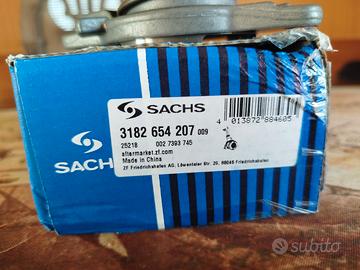 SACHS
3182 654 207 009
25218 002 7393 745
aftermarket.zf.com
Made in China
ZF Friedrichshafen AG, Löwentaler Str. 20, 88046 Friedrichshafen
4 013872 884605
SACHS
subito